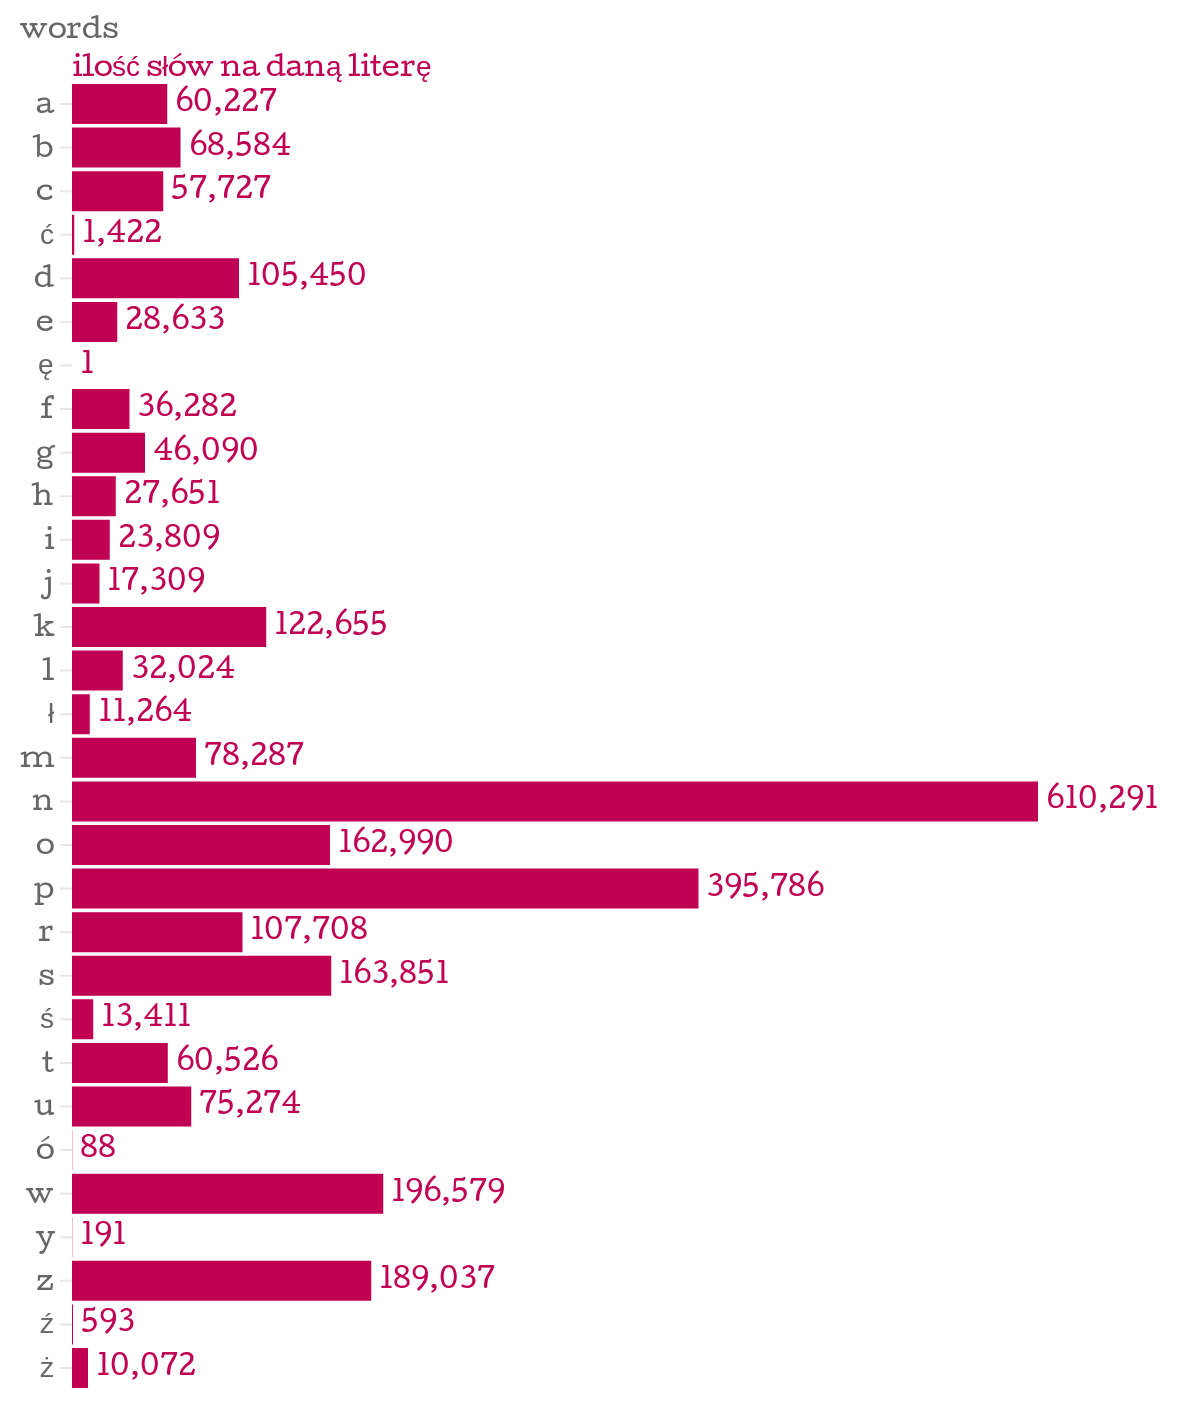 words
ilość słów na daną literę
a 60,227
b 68,584
c 57,727
ć 1,422
d 105,450
e 28,633
ę 1
f 36,282
g 46,090
h 27,651
i 23,809
j 17,309
k 122,655
l 32,024
ł 11,264
m 78,287
n 610,291
o 162,990
p 395,786
r 107,708
s 163,851
ś 13,411
t 60,526
u 75,274
ó 88
w 196,579
y 191
z 189,037
ź 593
ż 10,072